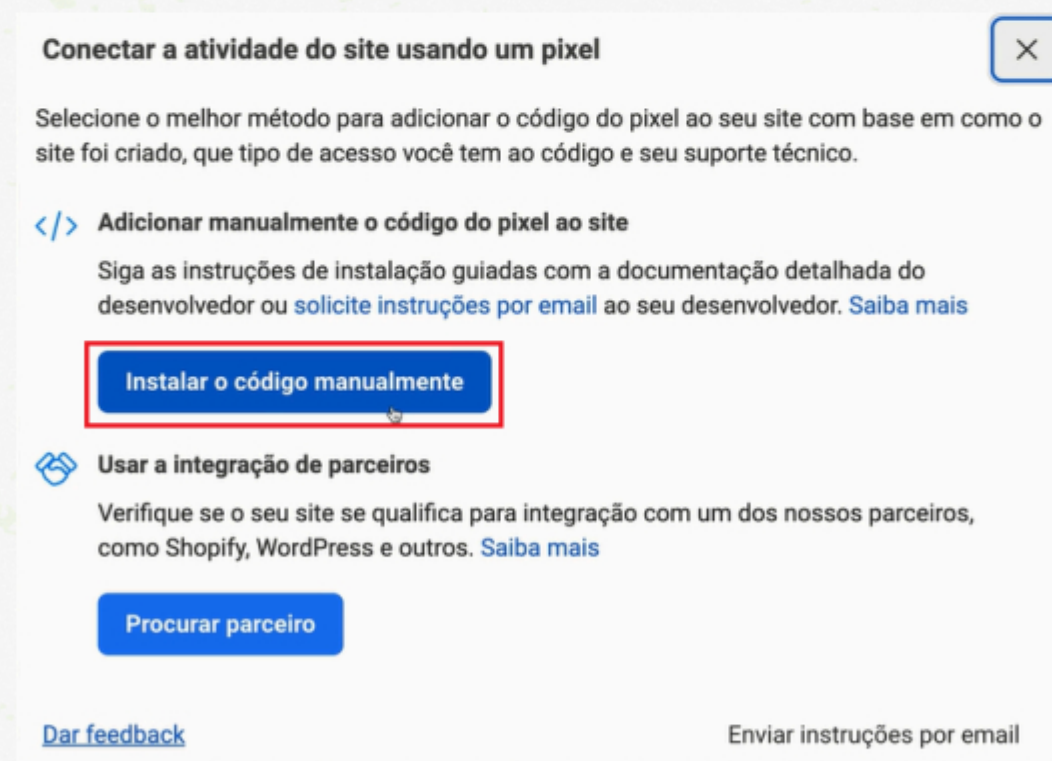 Conectar a atividade do site usando um pixel
Selecione o melhor método para adicionar o código do pixel ao seu site com base em como o
site foi criado, que tipo de acesso você tem ao código e seu suporte técnico.
Adicionar manualmente o código do pixel ao site
Siga as instruções de instalação guiadas com a documentação detalhada do
desenvolvedor ou solicite instruções por email ao seu desenvolvedor. Saiba mais
Instalar o código manualmente
Usar a integração de parceiros
Verifique se o seu site se qualifica para integração com um dos nossos parceiros,
como Shopify, WordPress e outros. Saiba mais
Procurar parceiro
Dar feedback
Enviar instruções por email